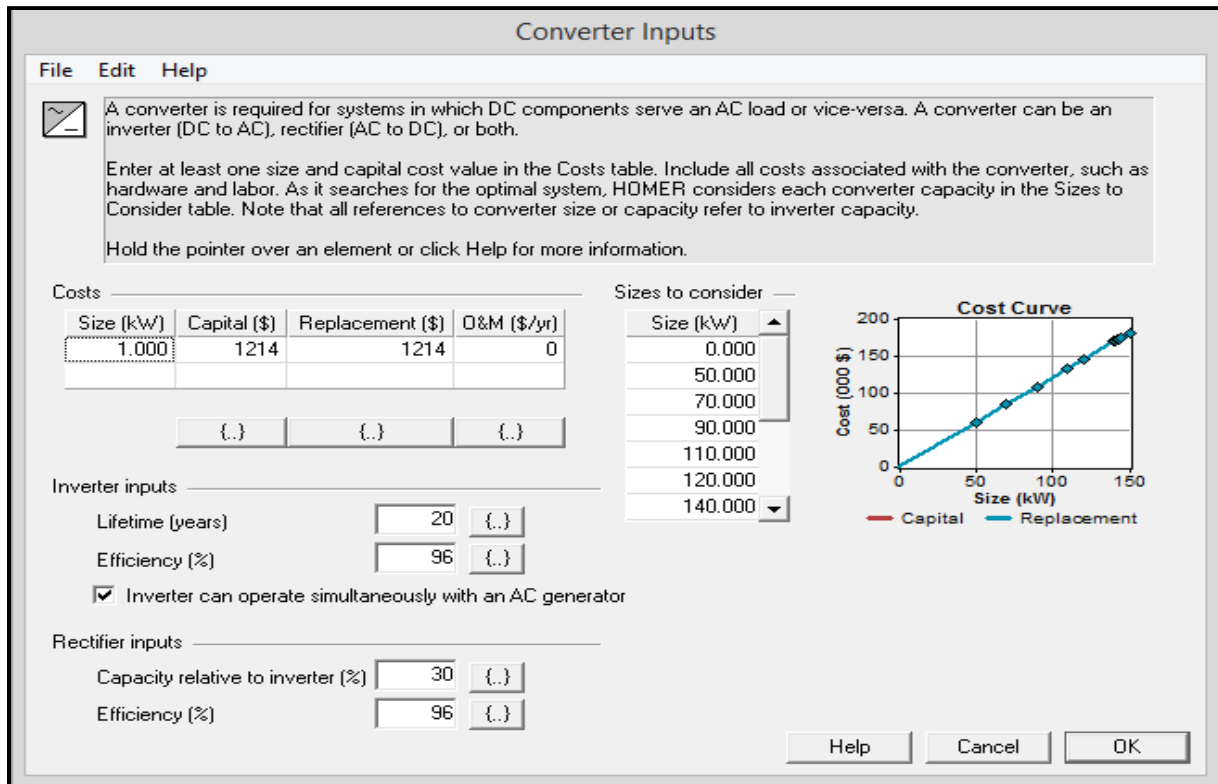 Converter Inputs
File Edit Help
A converter is required for systems in which DC components serve an AC load or vice-versa. A converter can be an
inverter (DC to AC), rectifier (AC to DC), or both.
Enter at least one size and capital cost value in the Costs table. Include all costs associated with the converter, such as
hardware and labor. As it searches for the optimal system, HOMER considers each converter capacity in the Sizes to
Consider table. Note that all references to converter size or capacity refer to inverter capacity.
Hold the pointer over an element or click Help for more information.
Costs
Size (kW) Capital ($) Replacement ($) O&M ($/yr)
1.000 1214 1214 0
{..} {..} {..}
Sizes to consider
Size (kW)
0.000
50.000
70.000
90.000
110.000
120.000
140.000
Cost Curve
200
150
100
50
0
Cost (000 $)
0 50 100 150
Size (kW)
Capital Replacement
Inverter inputs
Lifetime (years) 20 {..}
Efficiency (%) 96 {..}
Inverter can operate simultaneously with an AC generator
Rectifier inputs
Capacity relative to inverter (%) 30 {..}
Efficiency (%) 96 {..}
Help Cancel OK